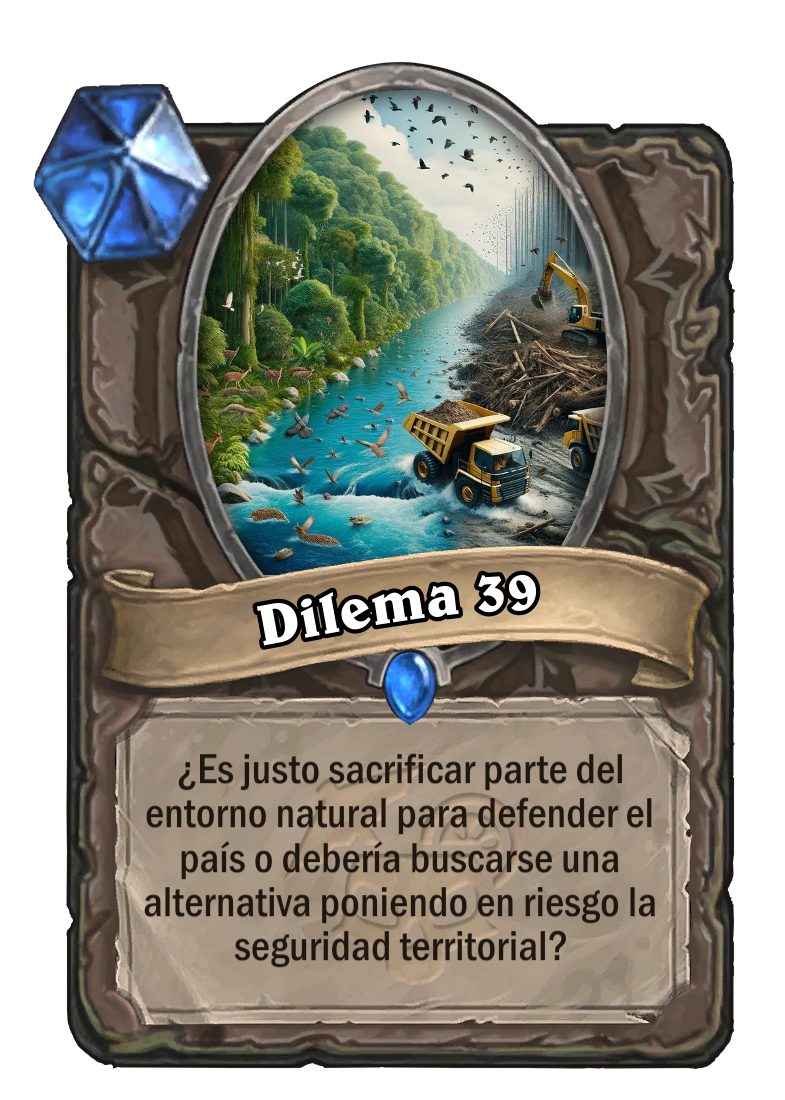 Dilema 39
¿Es justo sacrificar parte del
entorno natural para defender el
país o debería buscarse una
alternativa poniendo en riesgo la
seguridad territorial?